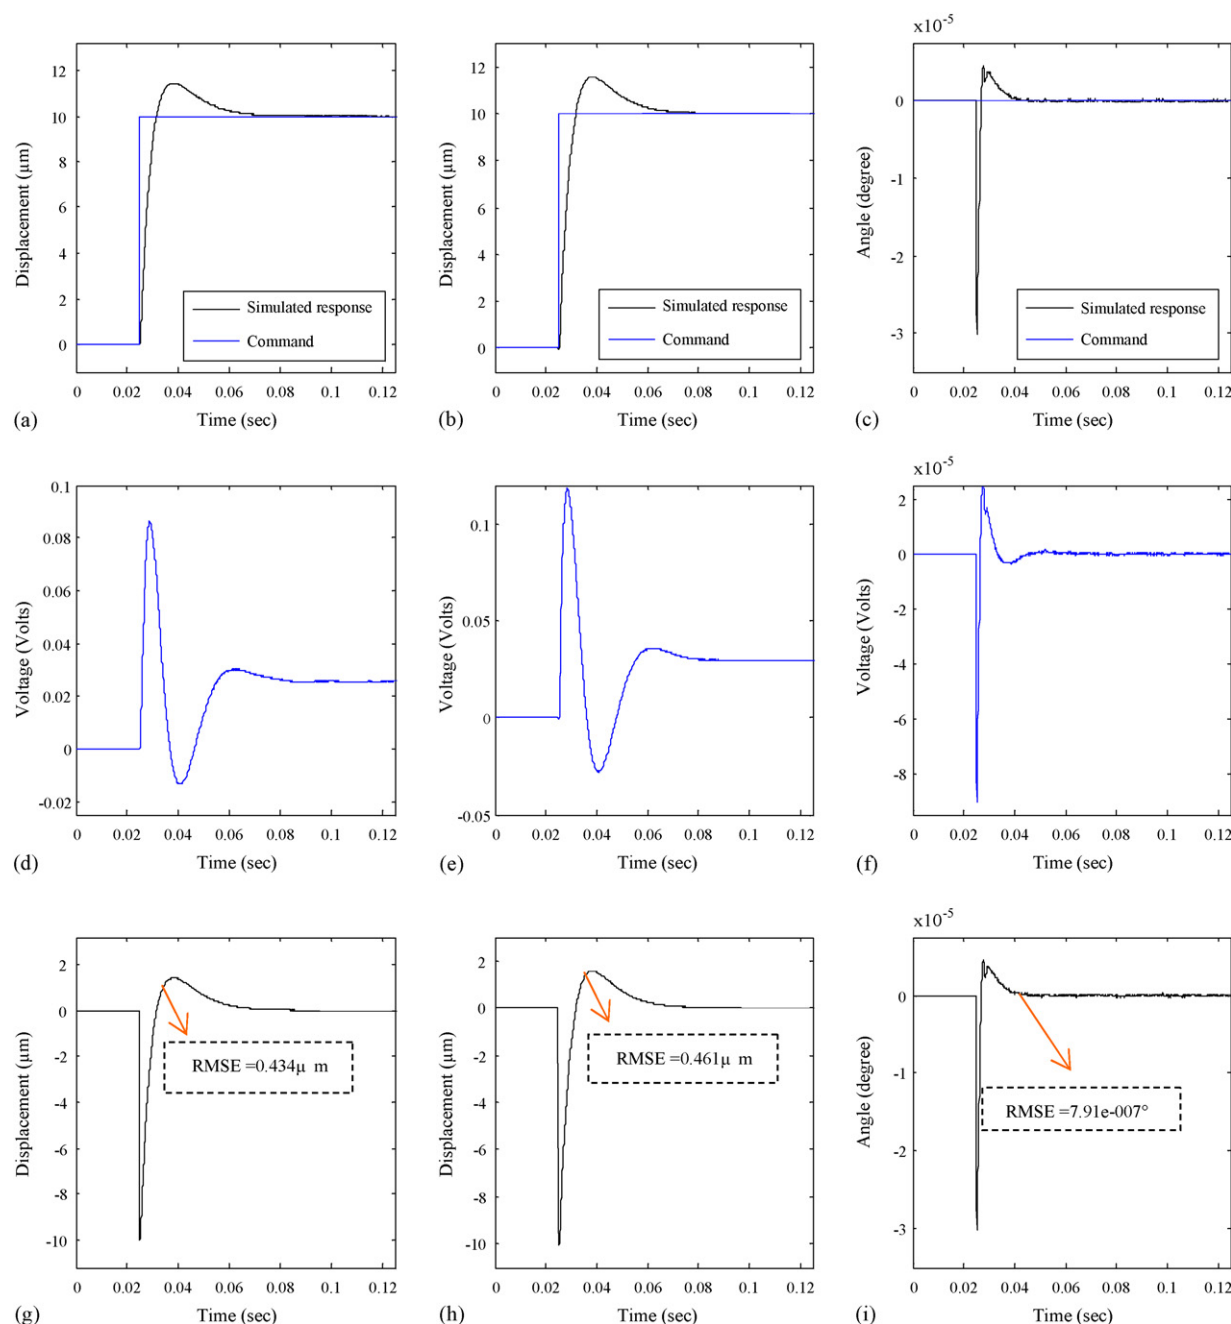 12
10
8
6
4
2
0
Displacement (μm)
Simulated response
Command
0 0.02 0.04 0.06 0.08 0.1 0.12
Time (sec)
(a)
12
10
8
6
4
2
0
Displacement (μm)
Simulated response
Command
0 0.02 0.04 0.06 0.08 0.1 0.12
Time (sec)
(b)
x10-5
0
-1
-2
-3
Angle (degree)
Simulated response
Command
0 0.02 0.04 0.06 0.08 0.1 0.12
Time (sec)
(c)
0.1
0.08
0.06
0.04
0.02
0
-0.02
Voltage (Volts)
0 0.02 0.04 0.06 0.08 0.1 0.12
Time (sec)
(d)
0.1
0.05
0
-0.05
Voltage (Volts)
0 0.02 0.04 0.06 0.08 0.1 0.12
Time (sec)
(e)
x10-5
2
0
-2
-4
-6
-8
Voltage (Volts)
0 0.02 0.04 0.06 0.08 0.1 0.12
Time (sec)
(f)
2
0
-2
-4
-6
-8
-10
Displacement (μm)
RMSE =0.434μ m
0 0.02 0.04 0.06 0.08 0.1 0.12
Time (sec)
(g)
2
0
-2
-4
-6
-8
-10
Displacement (μm)
RMSE =0.461μ m
0 0.02 0.04 0.06 0.08 0.1 0.12
Time (sec)
(h)
x10-5
0
-1
-2
-3
Angle (degree)
RMSE =7.91e-007°
0 0.02 0.04 0.06 0.08 0.1 0.12
Time (sec)
(i)